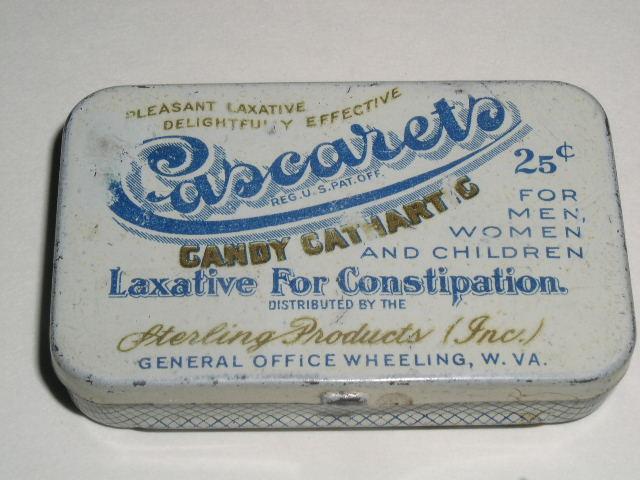 PLEASANT LAXATIVE
DELIGHTFULLY EFFECTIVE
Cascarets
REG. U.S. PAT. OFF.
CANDY CATHARTIC
25¢
FOR
MEN,
WOMEN
AND CHILDREN
Laxative For Constipation.
DISTRIBUTED BY THE
Sterling Products (Inc.)
GENERAL OFFICE WHEELING, W. VA.